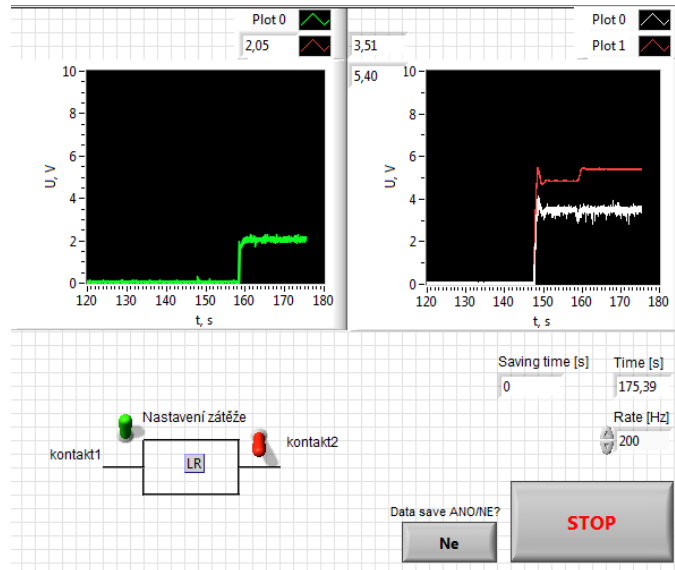 Plot 0
2,05
Plot 0
3,51
Plot 1
5,40
10
8
6
4
2
0
U, V
120 130 140 150 160 170 180
t, s
10
8
6
4
2
0
U, V
120 130 140 150 160 170 180
t, s
Saving time [s]
0
Time [s]
175,39
Rate [Hz]
200
Nastavení zátěže
kontakt1
LR
kontakt2
Data save ANO/NE?
Ne
STOP